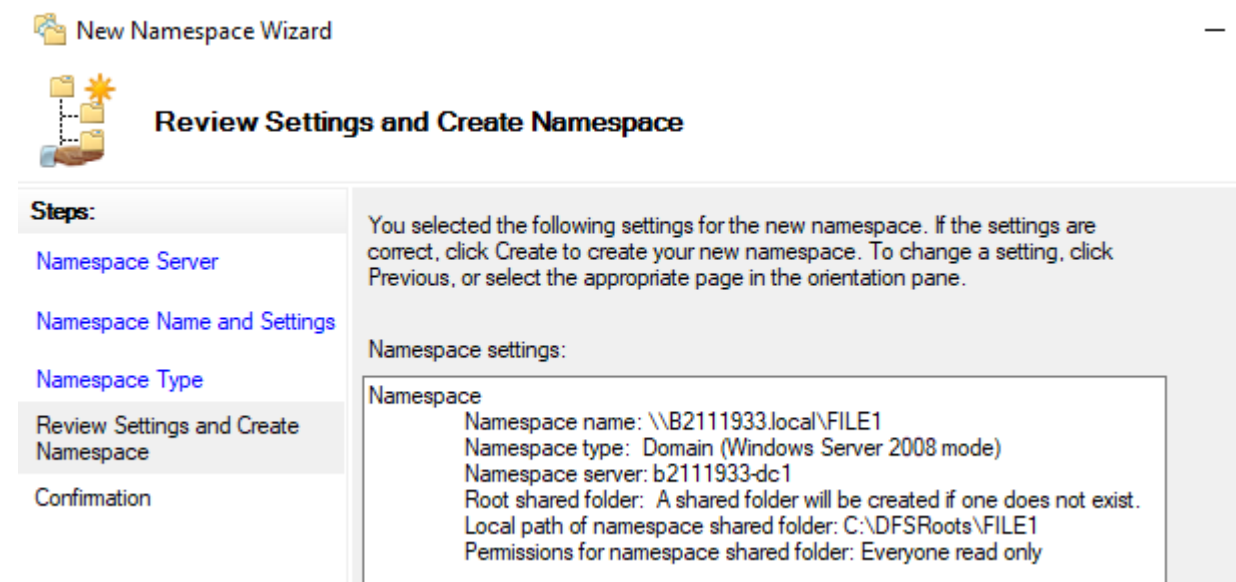 New Namespace Wizard
Review Settings and Create Namespace
Steps:
Namespace Server
Namespace Name and Settings
Namespace Type
Review Settings and Create
Namespace
Confirmation
You selected the following settings for the new namespace. If the settings are
correct, click Create to create your new namespace. To change a setting, click
Previous, or select the appropriate page in the orientation pane.
Namespace settings:
Namespace
Namespace name: \\B2111933.local\FILE1
Namespace type: Domain (Windows Server 2008 mode)
Namespace server: b2111933-dc1
Root shared folder: A shared folder will be created if one does not exist.
Local path of namespace shared folder: C:\DFSRoots\FILE1
Permissions for namespace shared folder: Everyone read only